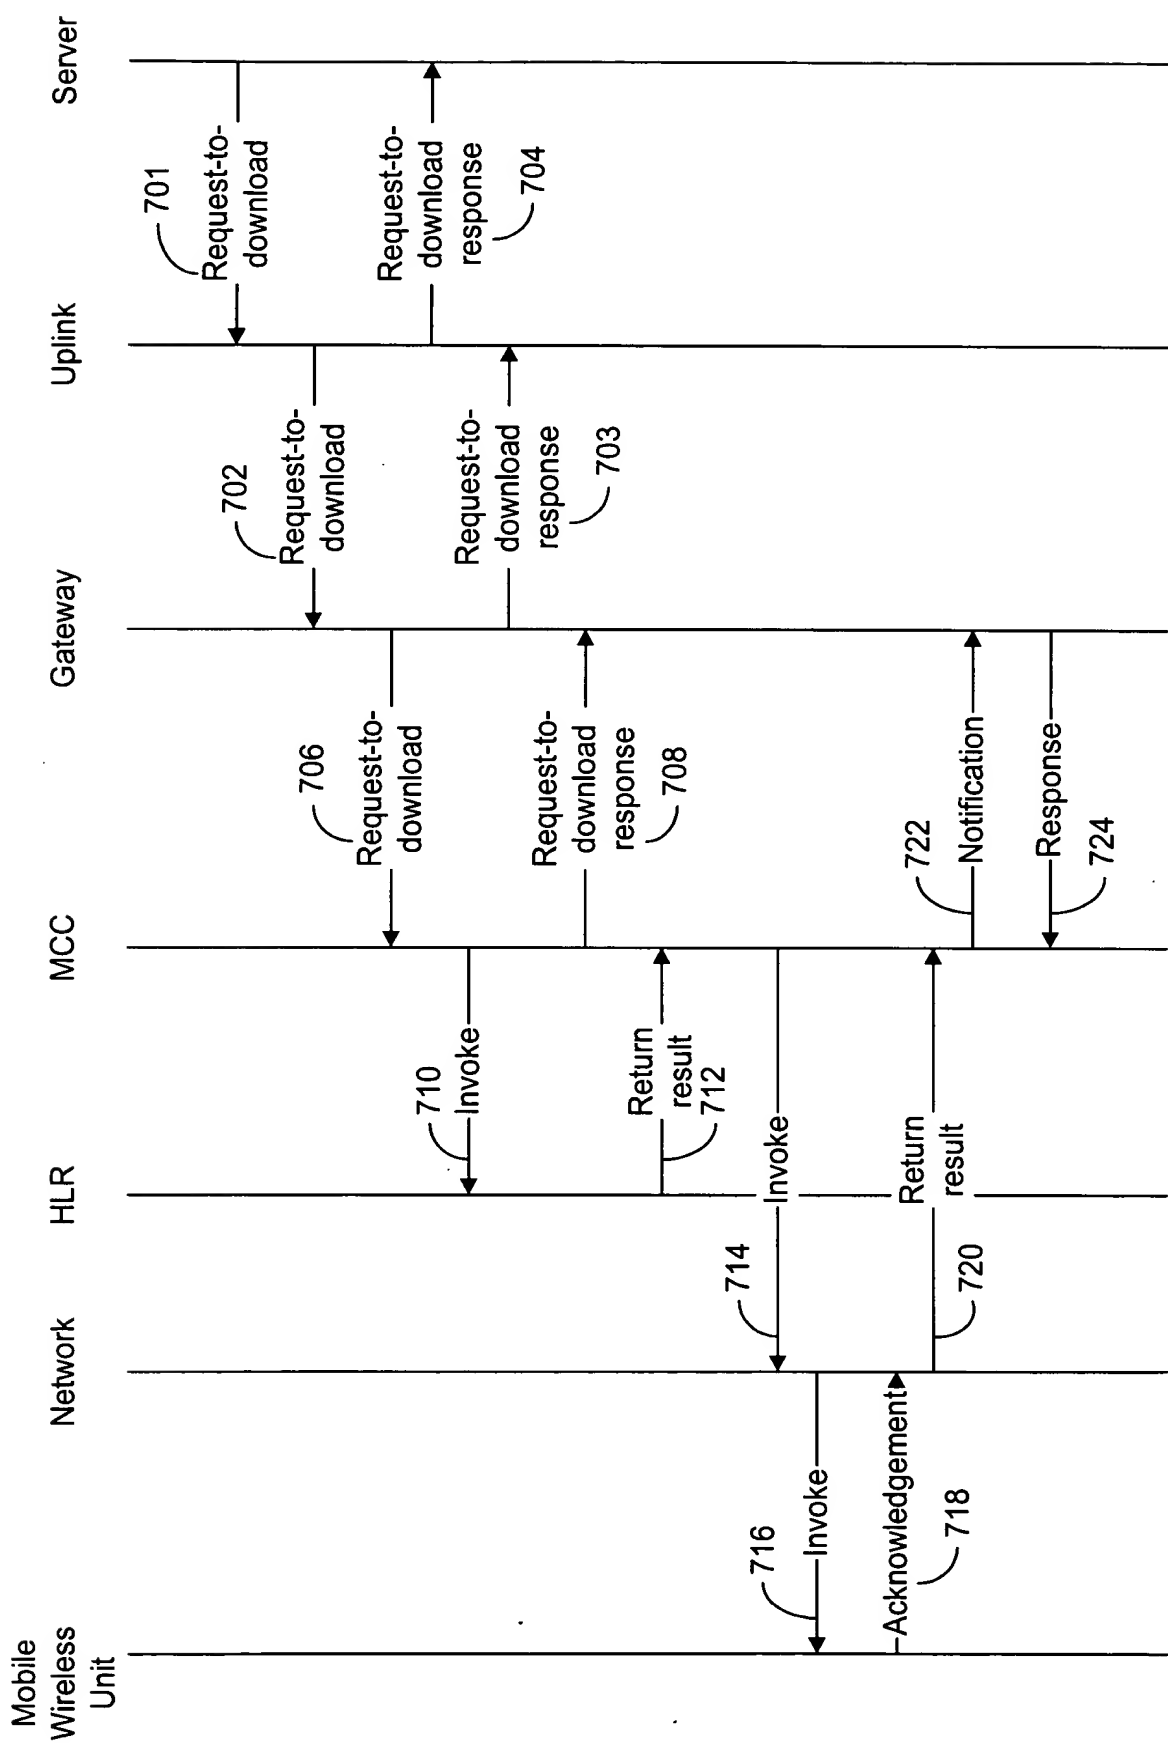 Mobile
Wireless
Unit
Network
HLR
MCC
Gateway
Uplink
Server
701
Request-to-
download
702
Request-to-
download
706
Request-to-
download
Request-to-
download
response
704
710
Invoke
Request-to-
download
response
703
Request-to-
download
response
708
Return
result
712
714
Invoke
716
Invoke
Acknowledgement
718
Return
result
720
722
Notification
Response
724